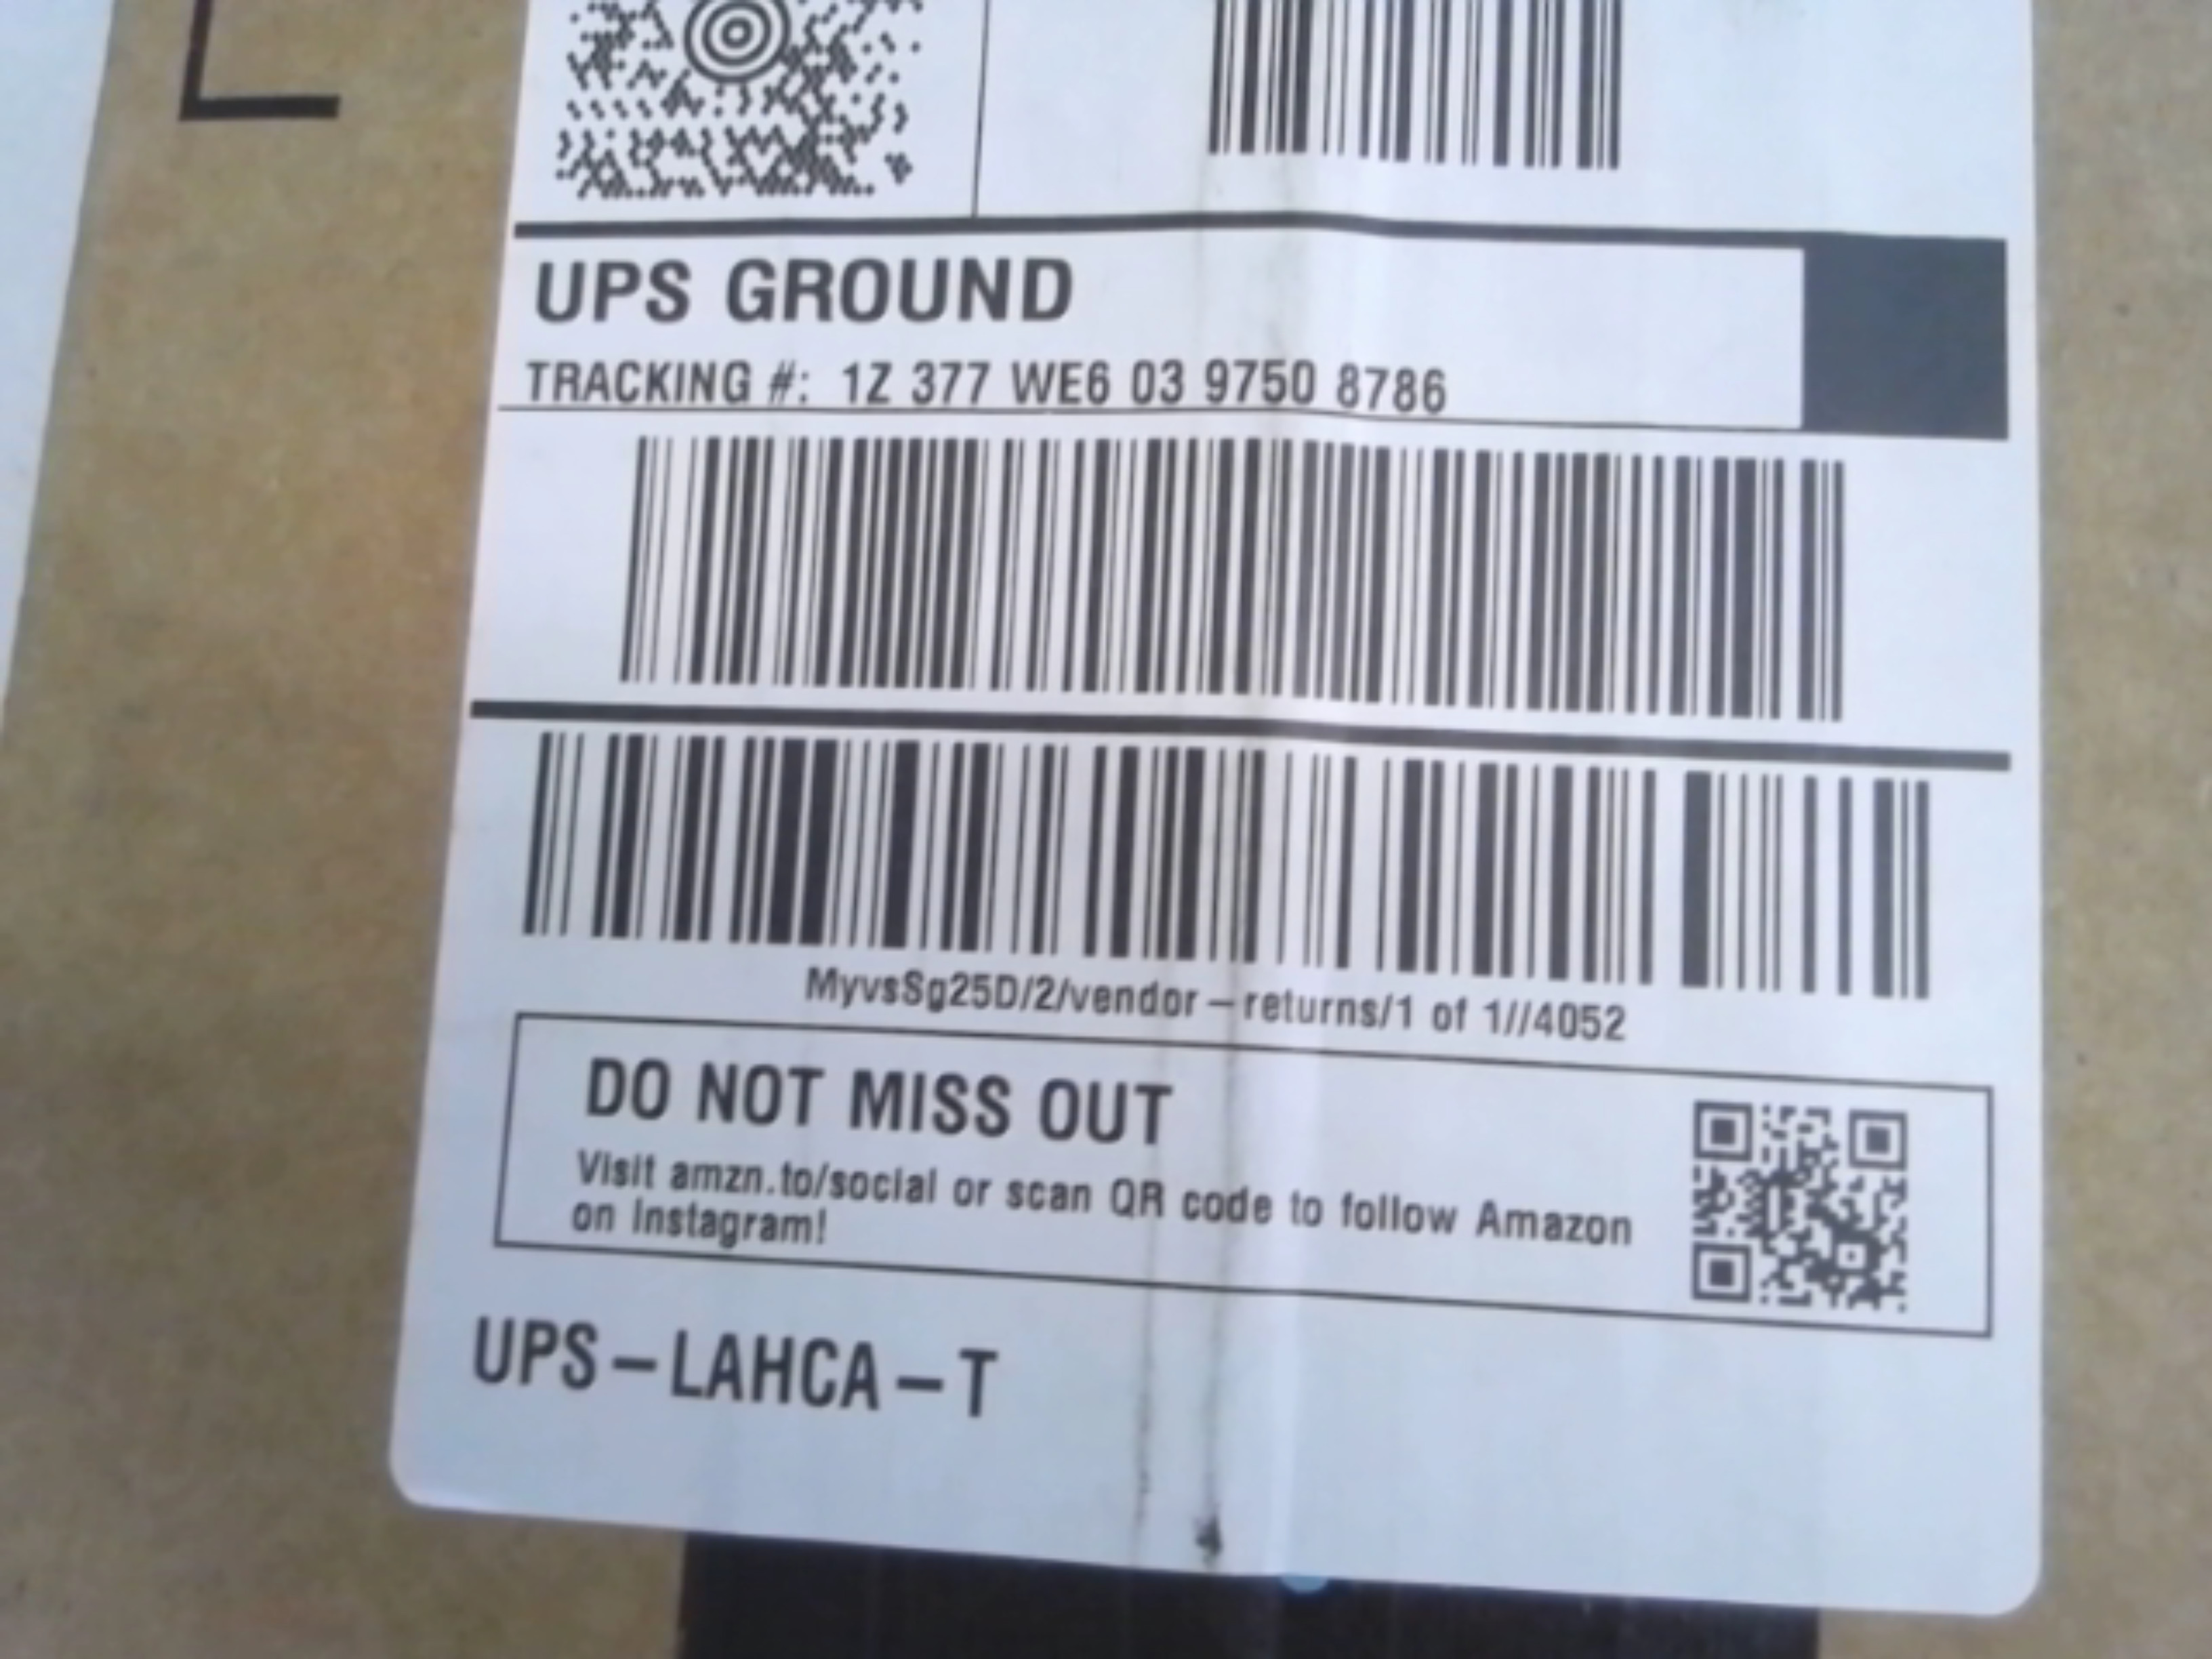 UPS GROUND
TRACKING #: 1Z 377 WE6 03 9750 8786
MyvsSg25D/2/vendor-returns/1 of 1//4052
DO NOT MISS OUT
Visit amzn.to/social or scan QR code to follow Amazon
on Instagram!
UPS-LAHCA-T